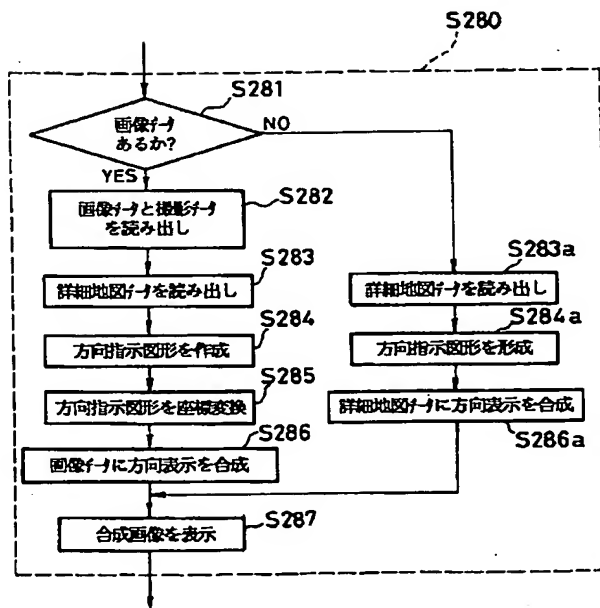 S280
S281
画像データ
あるか?
NO
YES
S282
画像データと撮影データ
を読み出し
S283
詳細地図データを読み出し
S283a
詳細地図データを読み出し
S284
方向指示図形を作成
S284a
方向指示図形を形成
S285
方向指示図形を座標変換
詳細地図データに方向表示を合成
S286a
S286
画像データに方向表示を合成
S287
合成画像を表示